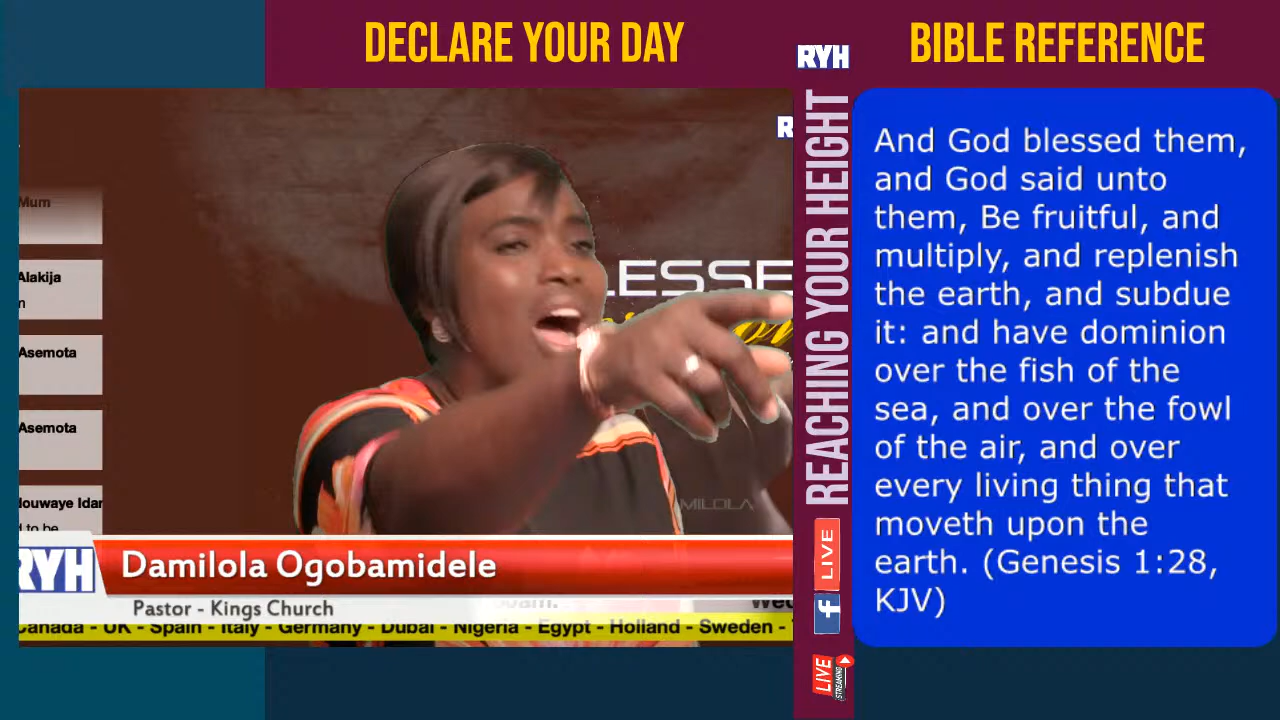 DECLARE YOUR DAY
BIBLE REFERENCE
RYH
REACHING YOUR HEIGHT
Mum
Alakija
Asemota
Asemota
LESSE
MILOLA
RYH
Damilola Ogobamidele
Pastor - Kings Church
Canada - UK - Spain - Italy - Germany - Dubai - Nigeria - Egypt - Holland - Sweden -
LIVE
LIVE
STREAMING
And God blessed them,
and God said unto
them, Be fruitful, and
multiply, and replenish
the earth, and subdue
it: and have dominion
over the fish of the
sea, and over the fowl
of the air, and over
every living thing that
moveth upon the
earth. (Genesis 1:28,
KJV)